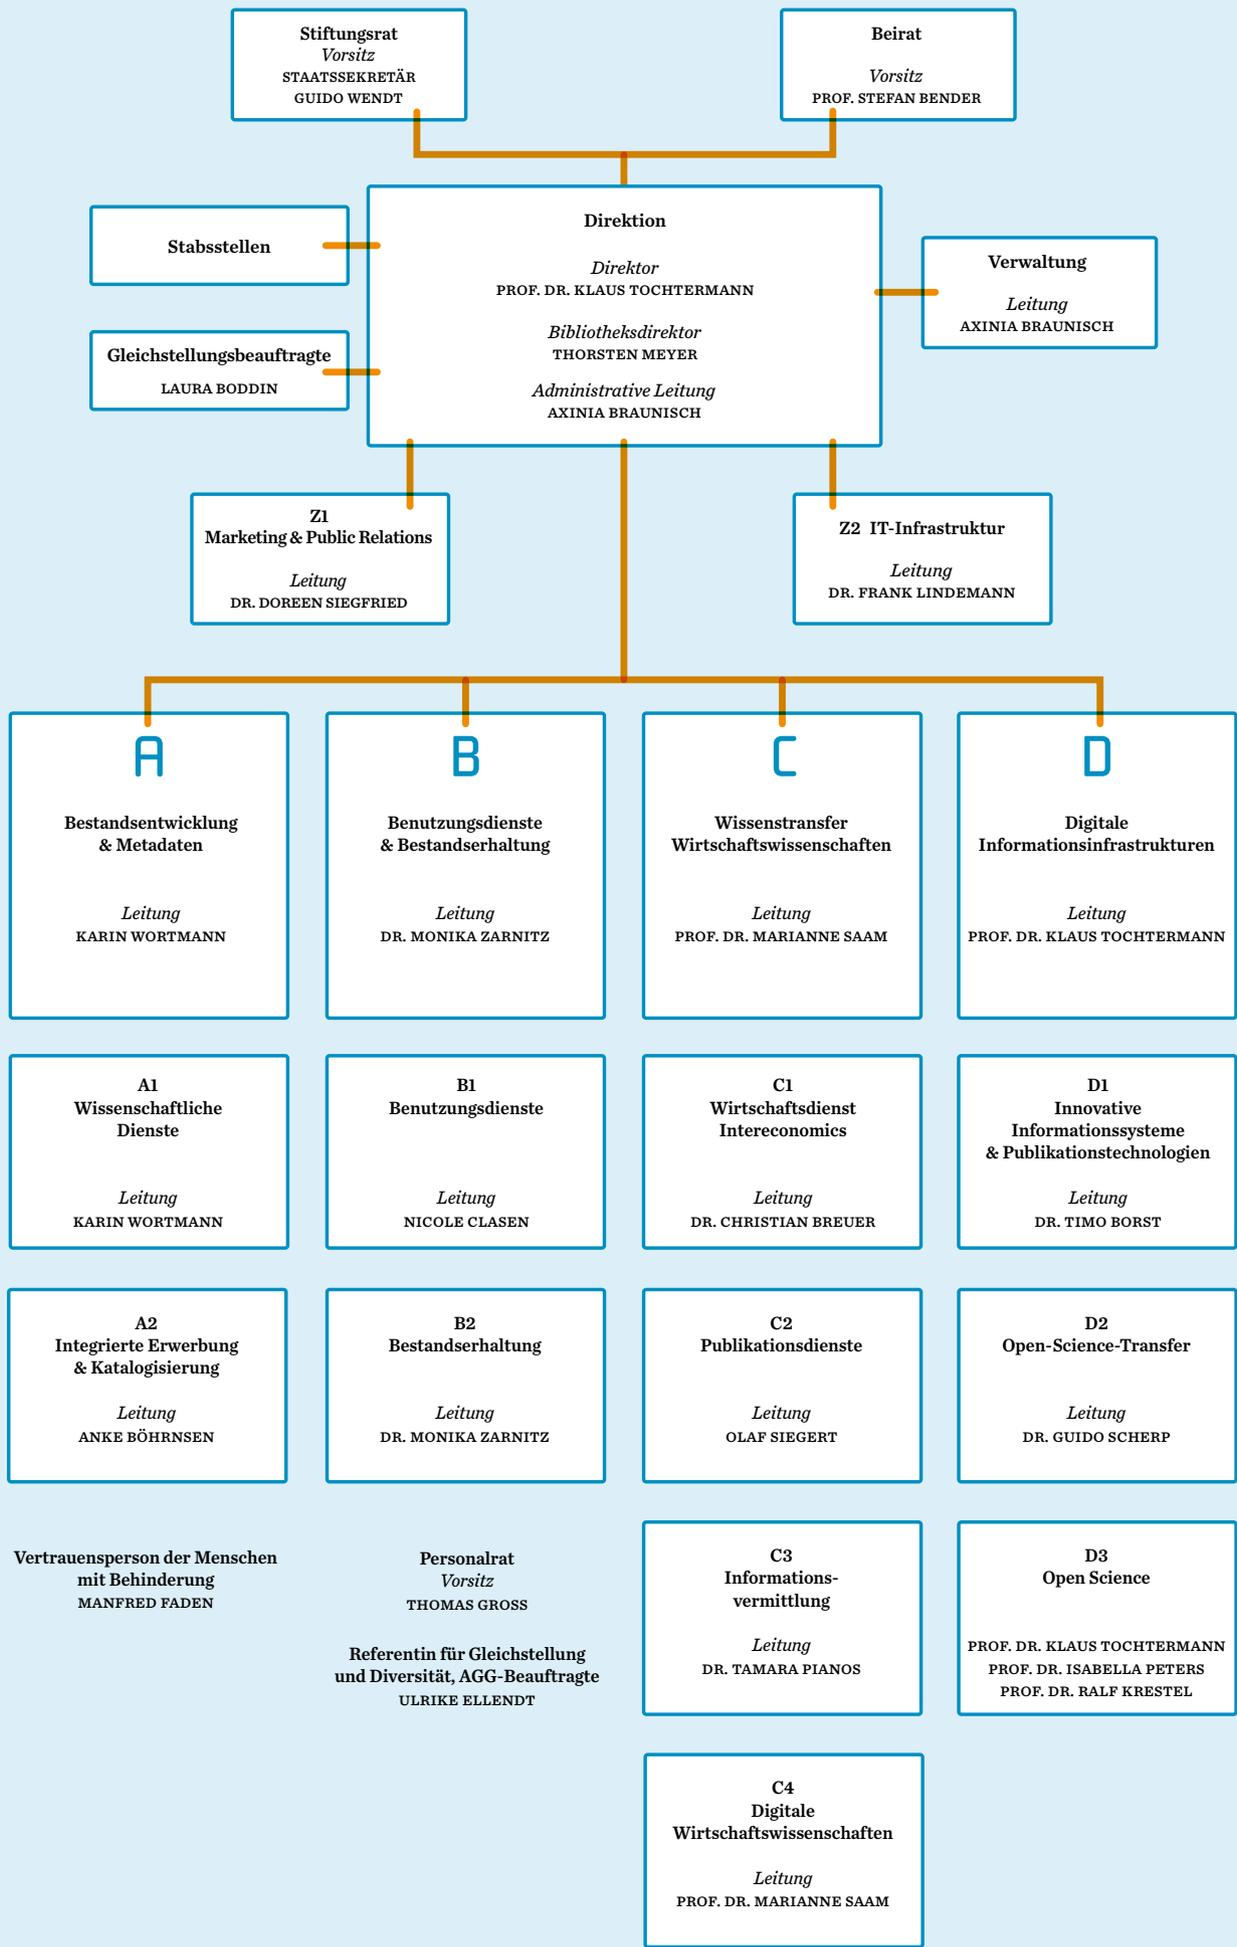 Stiftungsrat
Vorsitz
STAATSSEKRETÄR
GUIDO WENDT
Beirat
Vorsitz
PROF. STEFAN BENDER
Stabsstellen
Gleichstellungsbeauftragte
LAURA BODDIN
Direktion
Direktor
PROF. DR. KLAUS TOCHTERMANN
Bibliotheksdirektor
THORSTEN MEYER
Administrative Leitung
AXINIA BRAUNISCH
Verwaltung
Leitung
AXINIA BRAUNISCH
Z1
Marketing & Public Relations
Leitung
DR. DOREEN SIEGFRIED
Z2 IT-Infrastruktur
Leitung
DR. FRANK LINDEMANN
A
Bestandsentwicklung
& Metadaten
Leitung
KARIN WORTMANN
B
Benutzungsdienste
& Bestandserhaltung
Leitung
DR. MONIKA ZARNITZ
C
Wissenstransfer
Wirtschaftswissenschaften
Leitung
PROF. DR. MARIANNE SAAM
D
Digitale
Informationsinfrastrukturen
Leitung
PROF. DR. KLAUS TOCHTERMANN
A1
Wissenschaftliche
Dienste
Leitung
KARIN WORTMANN
B1
Benutzungsdienste
Leitung
NICOLE CLASEN
C1
Wirtschaftsdienst
Intereconomics
Leitung
DR. CHRISTIAN BREUER
D1
Innovative
Informationssysteme
& Publikationstechnologien
Leitung
DR. TIMO BORST
A2
Integrierte Erwerbung
& Katalogisierung
Leitung
ANKE BÖHRNSEN
B2
Bestandserhaltung
Leitung
DR. MONIKA ZARNITZ
C2
Publikationsdienste
Leitung
OLAF SIEGERT
D2
Open-Science-Transfer
Leitung
DR. GUIDO SCHERP
Vertrauensperson der Menschen
mit Behinderung
MANFRED FADEN
Personalrat
Vorsitz
THOMAS GROSS
Referentin für Gleichstellung
und Diversität, AGG-Beauftragte
ULRIKE ELLENDT
C3
Informations-
vermittlung
Leitung
DR. TAMARA PIANOS
D3
Open Science
PROF. DR. KLAUS TOCHTERMANN
PROF. DR. ISABELLA PETERS
PROF. DR. RALF KRESTEL
C4
Digitale
Wirtschaftswissenschaften
Leitung
PROF. DR. MARIANNE SAAM